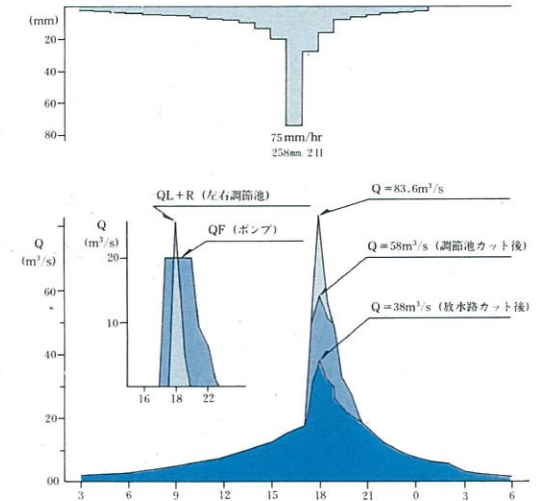 (mm)
20
40
60
80
75mm/hr
258mm/2日
QL+R (左右調節池)
Q=83.6m³/s
Q
(m³/s)
QF (ポンプ)
20
10
16 18 22
Q=58m³/s (調節池カット後)
Q=38m³/s (放水路カット後)
Q
(m³/s)
60
40
20
00
3 6 9 12 15 18 21 0 3 6